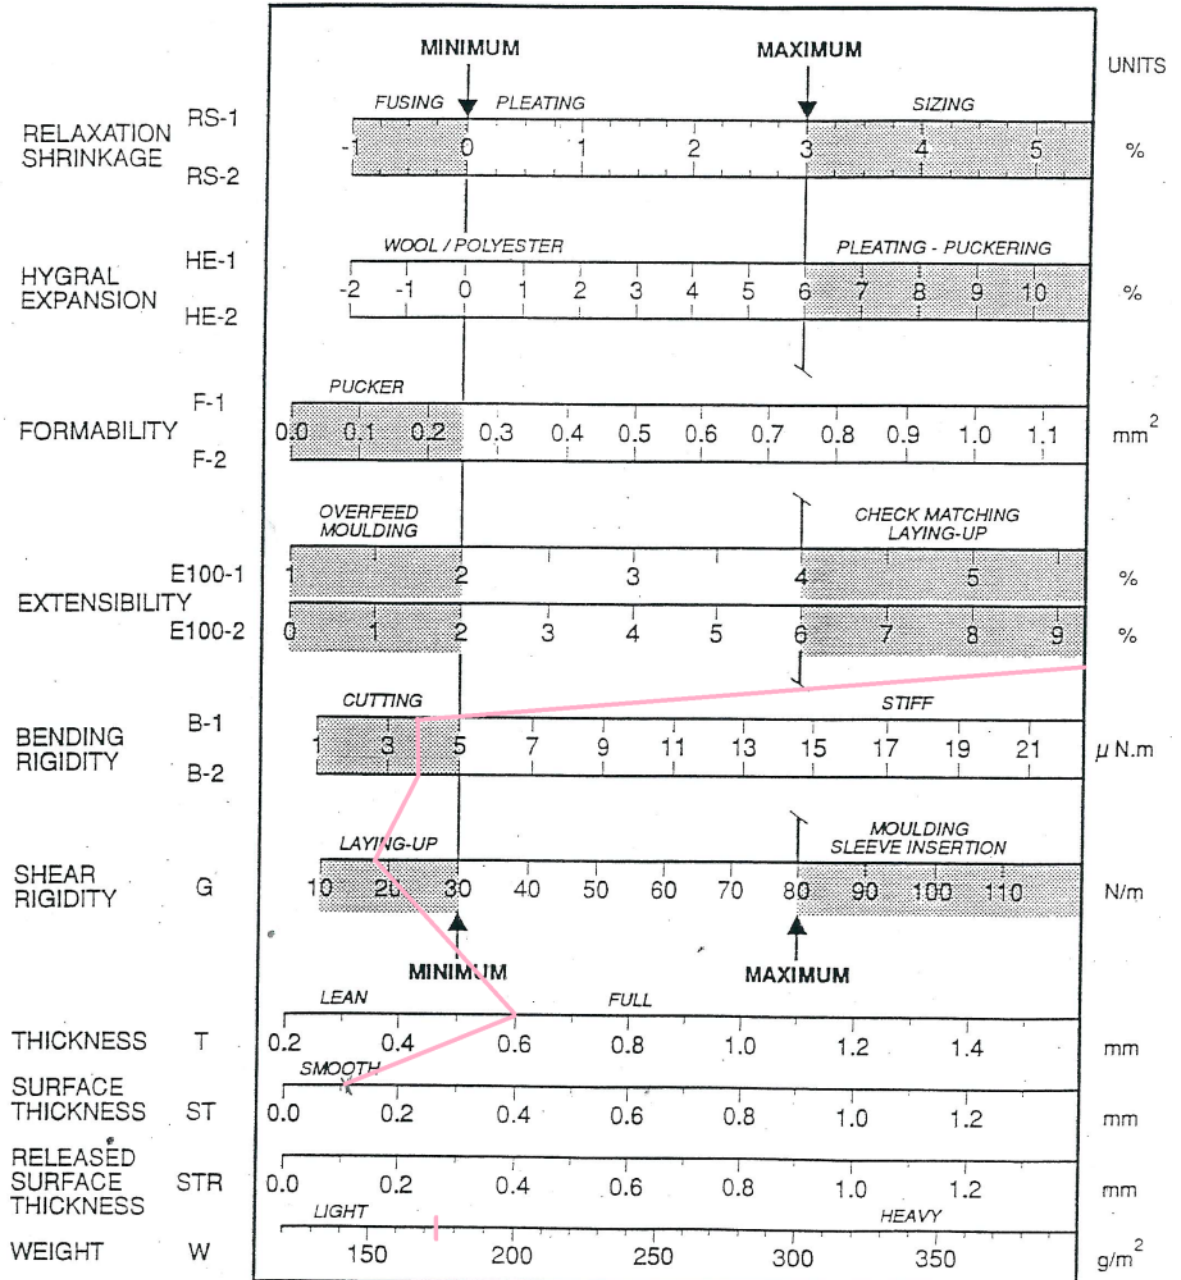 MINIMUM MAXIMUM UNITS
FUSING PLEATING SIZING
RELAXATION SHRINKAGE RS-1
-1 0 1 2 3 4 5 %
RS-2
WOOL / POLYESTER PLEATING - PUCKERING
HYGRAL EXPANSION HE-1
-2 -1 0 1 2 3 4 5 6 7 8 9 10 %
HE-2
PUCKER
F-1
FORMABILITY 0.0 0.1 0.2 0.3 0.4 0.5 0.6 0.7 0.8 0.9 1.0 1.1 mm²
F-2
OVERFEED MOULDING CHECK MATCHING LAYING-UP
E100-1 1 2 3 4 5 %
EXTENSIBILITY
E100-2 0 1 2 3 4 5 6 7 8 9 %
CUTTING STIFF
BENDING RIGIDITY B-1
1 3 5 7 9 11 13 15 17 19 21 µ N.m
B-2
LAYING-UP MOULDING SLEEVE INSERTION
SHEAR RIGIDITY G 10 20 30 40 50 60 70 80 90 100 110 N/m
MINIMUM MAXIMUM
LEAN FULL
THICKNESS T 0.2 0.4 0.6 0.8 1.0 1.2 1.4 mm
SMOOTH
SURFACE THICKNESS ST 0.0 0.2 0.4 0.6 0.8 1.0 1.2 mm
RELEASED SURFACE THICKNESS STR 0.0 0.2 0.4 0.6 0.8 1.0 1.2 mm
LIGHT HEAVY
WEIGHT W 150 200 250 300 350 g/m²